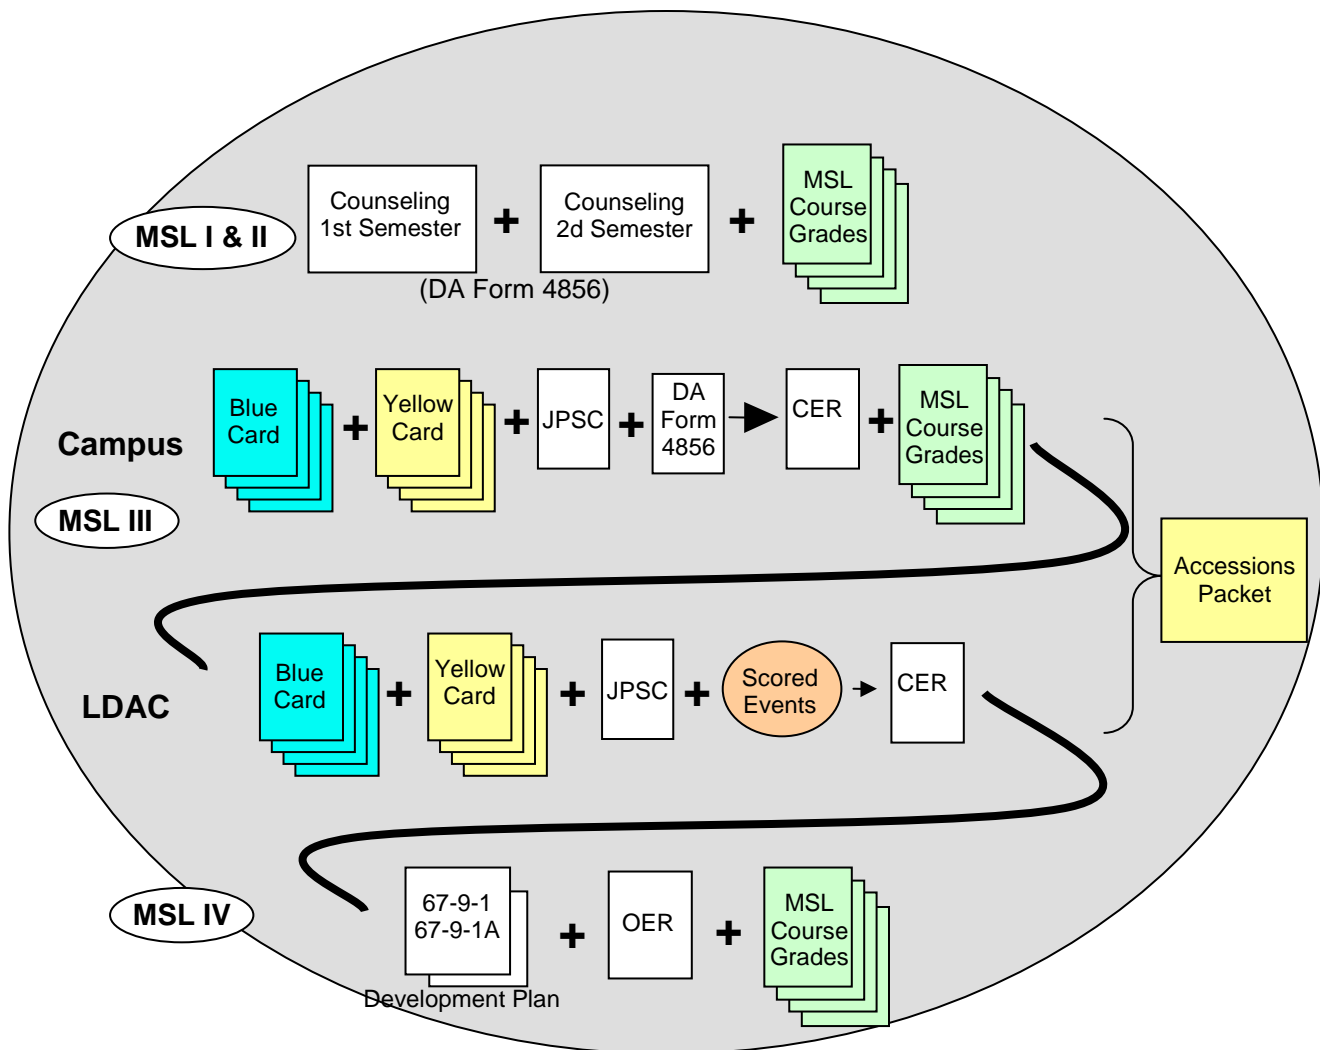 MSL I & II
Counseling
1st Semester
+
Counseling
2d Semester
+
MSL
Course
Grades
(DA Form 4856)
Campus
MSL III
Blue
Card
+
Yellow
Card
+
JPSC
+
DA
Form
4856
CER
+
MSL
Course
Grades
Accessions
Packet
LDAC
Blue
Card
+
Yellow
Card
+
JPSC
+
Scored
Events
CER
MSL IV
67-9-1
67-9-1A
Development Plan
+
OER
+
MSL
Course
Grades